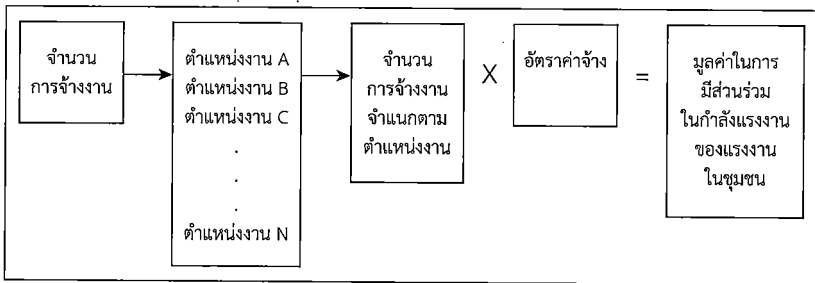 จำนวน
การจ้างงาน
ตำแหน่งงาน A
ตำแหน่งงาน B
ตำแหน่งงาน C
.
.
.
ตำแหน่งงาน N
จำนวน
การจ้างงาน
จำแนกตาม
ตำแหน่งงาน
X
อัตราค่าจ้าง
=
มูลค่าในการ
มีส่วนร่วม
ในกำลังแรงงาน
ของแรงงาน
ในชุมชน